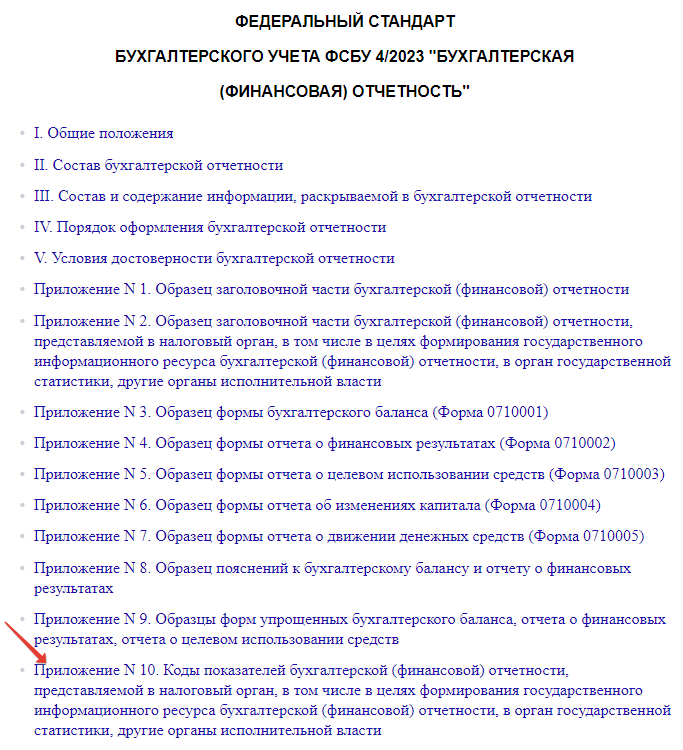 ФЕДЕРАЛЬНЫЙ СТАНДАРТ
БУХГАЛТЕРСКОГО УЧЕТА ФСБУ 4/2023 "БУХГАЛТЕРСКАЯ
(ФИНАНСОВАЯ) ОТЧЕТНОСТЬ"
I. Общие положения
II. Состав бухгалтерской отчетности
III. Состав и содержание информации, раскрываемой в бухгалтерской отчетности
IV. Порядок оформления бухгалтерской отчетности
V. Условия достоверности бухгалтерской отчетности
Приложение N 1. Образец заголовочной части бухгалтерской (финансовой) отчетности
Приложение N 2. Образец заголовочной части бухгалтерской (финансовой) отчетности,
представляемой в налоговый орган, в том числе в целях формирования государственного
информационного ресурса бухгалтерской (финансовой) отчетности, в орган государственной
статистики, другие органы исполнительной власти
Приложение N 3. Образец формы бухгалтерского баланса (Форма 0710001)
Приложение N 4. Образец формы отчета о финансовых результатах (Форма 0710002)
Приложение N 5. Образец формы отчета о целевом использовании средств (Форма 0710003)
Приложение N 6. Образец формы отчета об изменениях капитала (Форма 0710004)
Приложение N 7. Образец формы отчета о движении денежных средств (Форма 0710005)
Приложение N 8. Образец пояснений к бухгалтерскому балансу и отчету о финансовых
результатах
Приложение N 9. Образцы форм упрощенных бухгалтерского баланса, отчета о финансовых
результатах, отчета о целевом использовании средств
Приложение N 10. Коды показателей бухгалтерской (финансовой) отчетности,
представляемой в налоговый орган, в том числе в целях формирования государственного
информационного ресурса бухгалтерской (финансовой) отчетности, в орган государственной
статистики, другие органы исполнительной власти